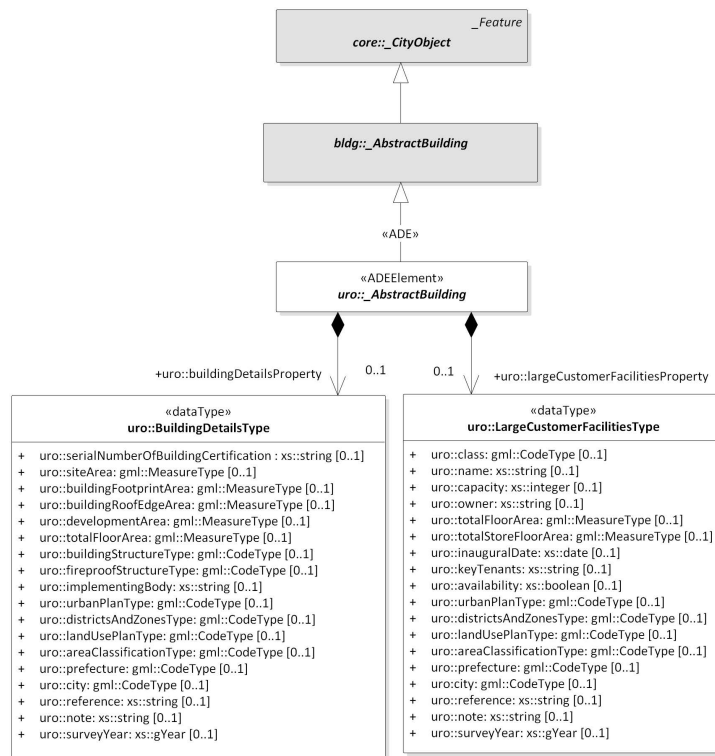 _Feature
core::_CityObject
bldg::_AbstractBuilding
«ADE»
«ADEElement»
uro::_AbstractBuilding
+uro::buildingDetailsProperty
0..1
0..1
+uro::largeCustomerFacilitiesProperty
«dataType»
uro::BuildingDetailsType
+ uro::serialNumberOfBuildingCertification : xs::string [0..1]
+ uro::siteArea: gml::MeasureType [0..1]
+ uro::buildingFootprintArea: gml::MeasureType [0..1]
+ uro::buildingRoofEdgeArea: gml::MeasureType [0..1]
+ uro::developmentArea: gml::MeasureType [0..1]
+ uro::totalFloorArea: gml::MeasureType [0..1]
+ uro::buildingStructureType: gml::CodeType [0..1]
+ uro::fireproofStructureType: gml::CodeType [0..1]
+ uro::implementingBody: xs::string [0..1]
+ uro::urbanPlanType: gml::CodeType [0..1]
+ uro::districtsAndZonesType: gml::CodeType [0..1]
+ uro::landUsePlanType: gml::CodeType [0..1]
+ uro::areaClassificationType: gml::CodeType [0..1]
+ uro::prefecture: gml::CodeType [0..1]
+ uro::city: gml::CodeType [0..1]
+ uro::reference: xs::string [0..1]
+ uro::note: xs::string [0..1]
+ uro::surveyYear: xs::gYear [0..1]
«dataType»
uro::LargeCustomerFacilitiesType
+ uro::class: gml::CodeType [0..1]
+ uro::name: xs::string [0..1]
+ uro::capacity: xs::integer [0..1]
+ uro::owner: xs::string [0..1]
+ uro::totalFloorArea: gml::MeasureType [0..1]
+ uro::totalStoreFloorArea: gml::MeasureType [0..1]
+ uro::inauguralDate: xs::date [0..1]
+ uro::keyTenants: xs::string [0..1]
+ uro::availability: xs::boolean [0..1]
+ uro::urbanPlanType: gml::CodeType [0..1]
+ uro::districtsAndZonesType: gml::CodeType [0..1]
+ uro::landUsePlanType: gml::CodeType [0..1]
+ uro::areaClassificationType: gml::CodeType [0..1]
+ uro::prefecture: gml::CodeType [0..1]
+ uro:city: gml::CodeType [0..1]
+ uro::reference: xs::string [0..1]
+ uro::note: xs::string [0..1]
+ uro::surveyYear: xs::gYear [0..1]